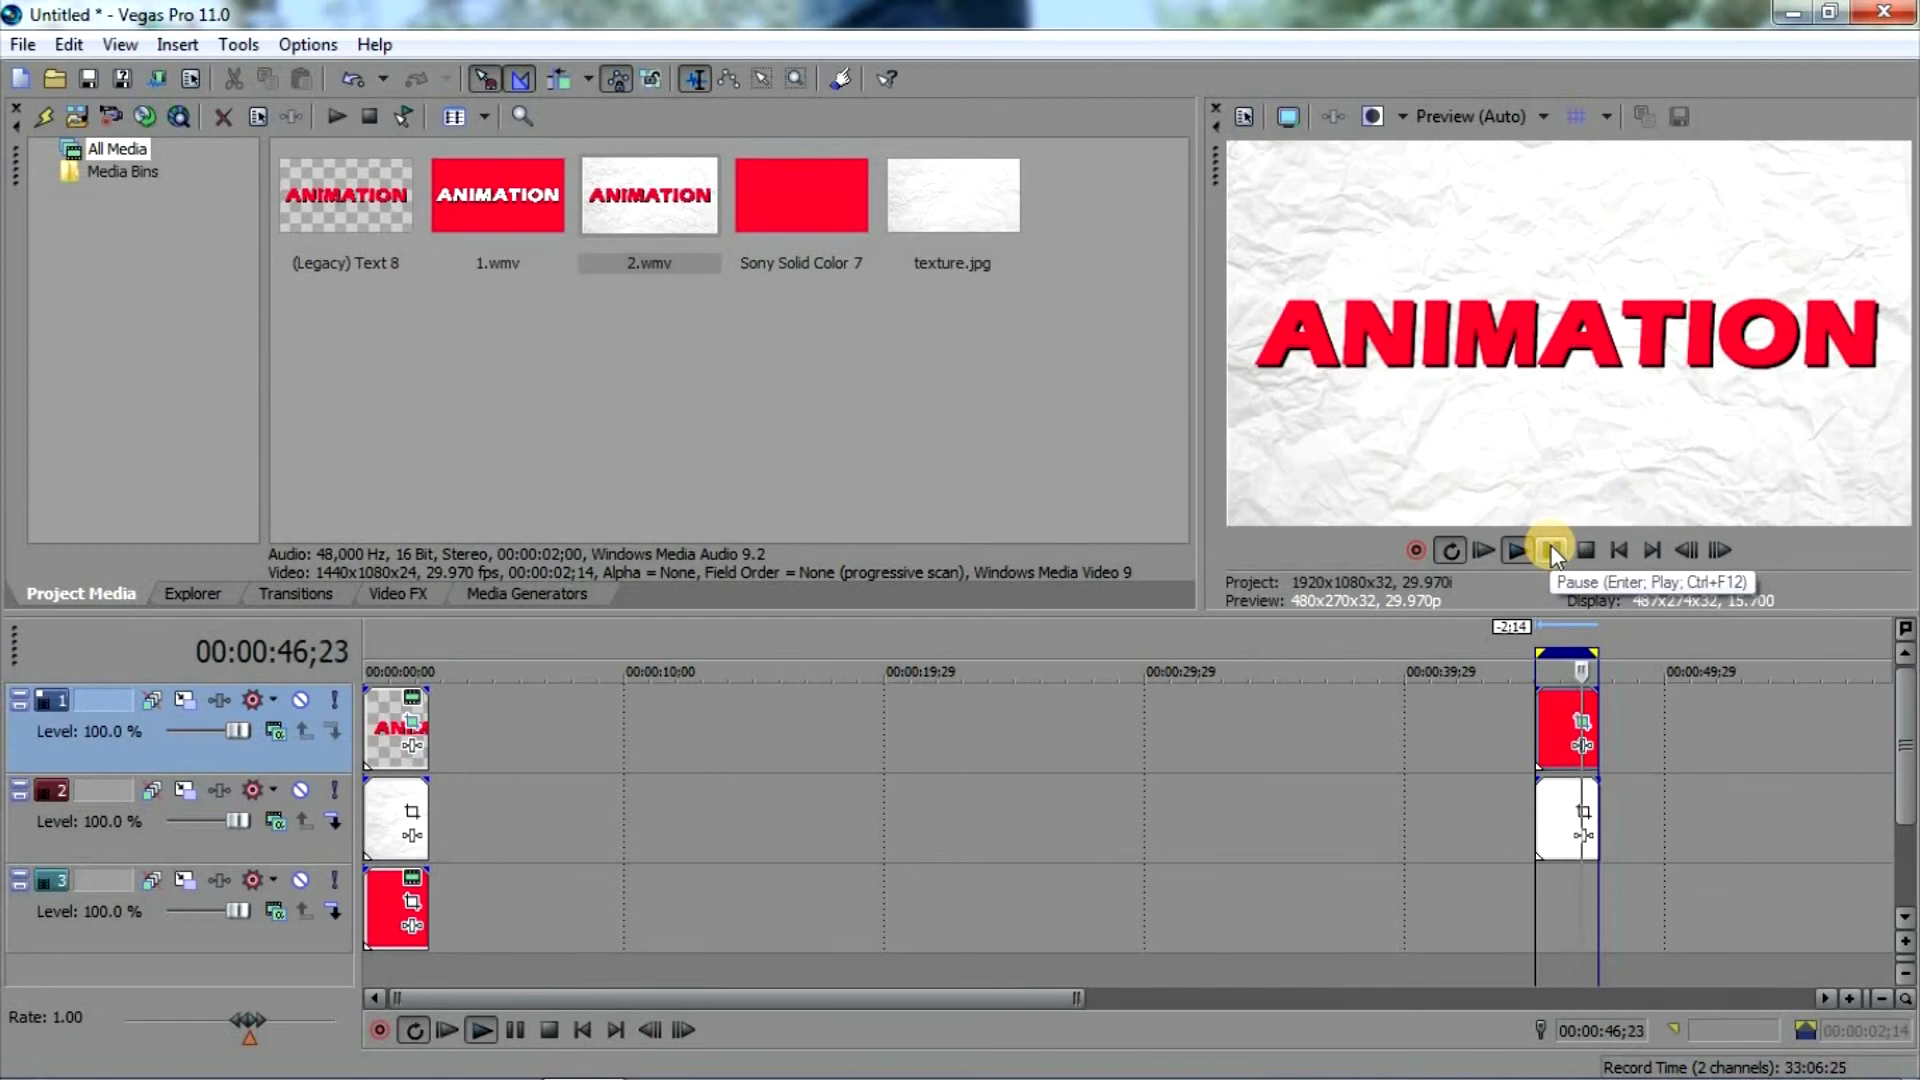 Untitled * - Vegas Pro 11.0
File Edit View Insert Tools Options Help
Preview (Auto)
All Media
Media Bins
ANIMATION
ANIMATION
ANIMATION
(Legacy) Text 8
1.wmv
2.wmv
Sony Solid Color 7
texture.jpg
ANIMATION
Audio: 48,000 Hz, 16 Bit, Stereo, 00:00:02;00, Windows Media Audio 9.2
Video: 1440x1080x24, 29.970 fps, 00:00:02;14, Alpha = None, Field Order = None (progressive scan), Windows Media Video 9
Project Media Explorer Transitions Video FX Media Generators
Pause (Enter; Play; Ctrl+F12)
Project: 1920x1080x32, 29.970i
Preview: 480x270x32, 29.970p
Display: 487x274x32, 15.700
-2;14
00:00:46;23
00:00:00;00 00:00:10;00 00:00:19;29 00:00:29;29 00:00:39;29 00:00:49;29
1
Level: 100.0 %
2
Level: 100.0 %
3
Level: 100.0 %
Rate: 1.00
00:00:46;23
00:00:02;14
Record Time (2 channels): 33:06:25